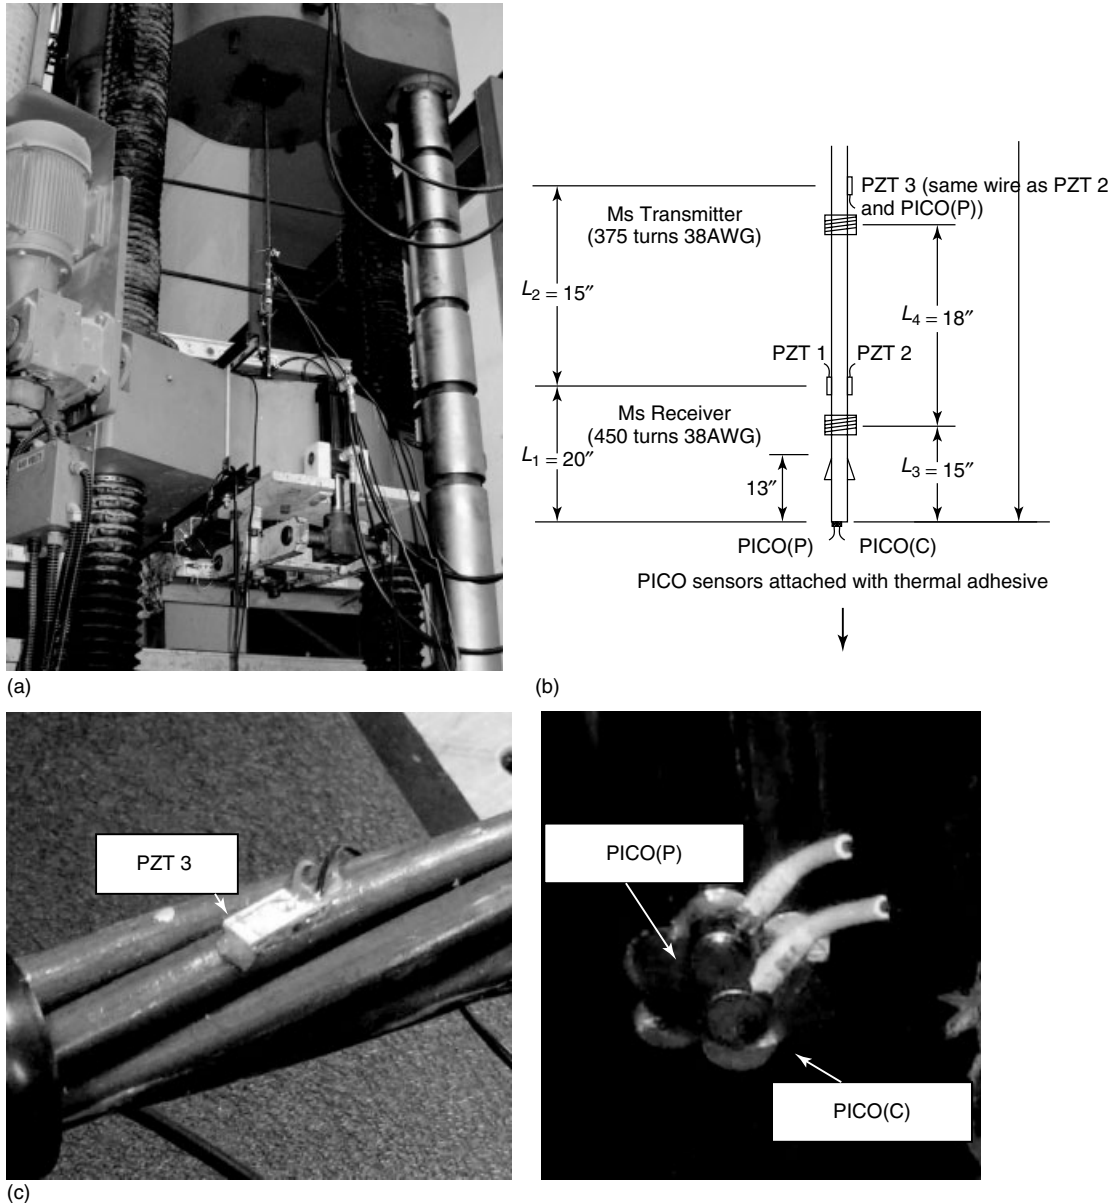 PZT 3 (same wire as PZT 2
and PICO(P))
Ms Transmitter
(375 turns 38AWG)
L₂ = 15″
L₄ = 18″
PZT 1
PZT 2
Ms Receiver
(450 turns 38AWG)
L₁ = 20″
13″
L₃ = 15″
PICO(P)
PICO(C)
PICO sensors attached with thermal adhesive
(a)
(b)
PZT 3
PICO(P)
PICO(C)
(c)